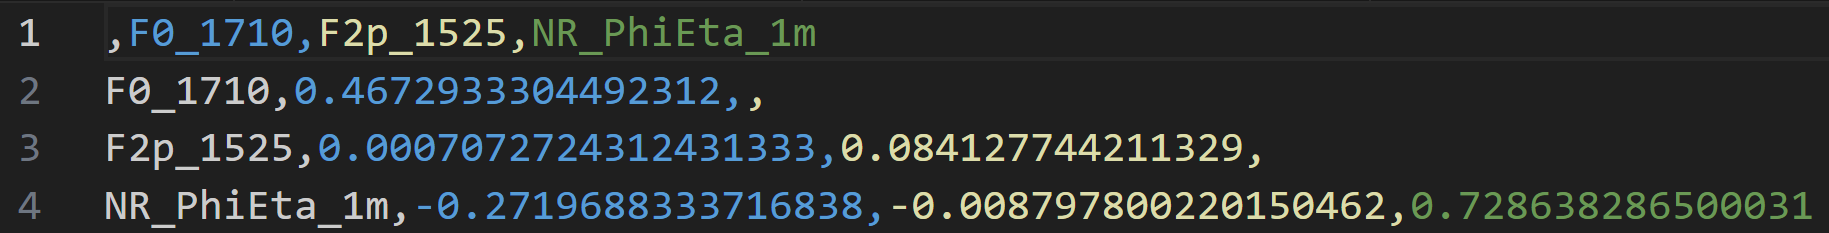 1 ,F0_1710,F2p_1525,NR_PhiEta_1m
2 F0_1710,0.4672933304492312,,
3 F2p_1525,0.0007072724312431333,0.084127744211329,
4 NR_PhiEta_1m,-0.2719688333716838,-0.008797800220150462,0.728638286500031